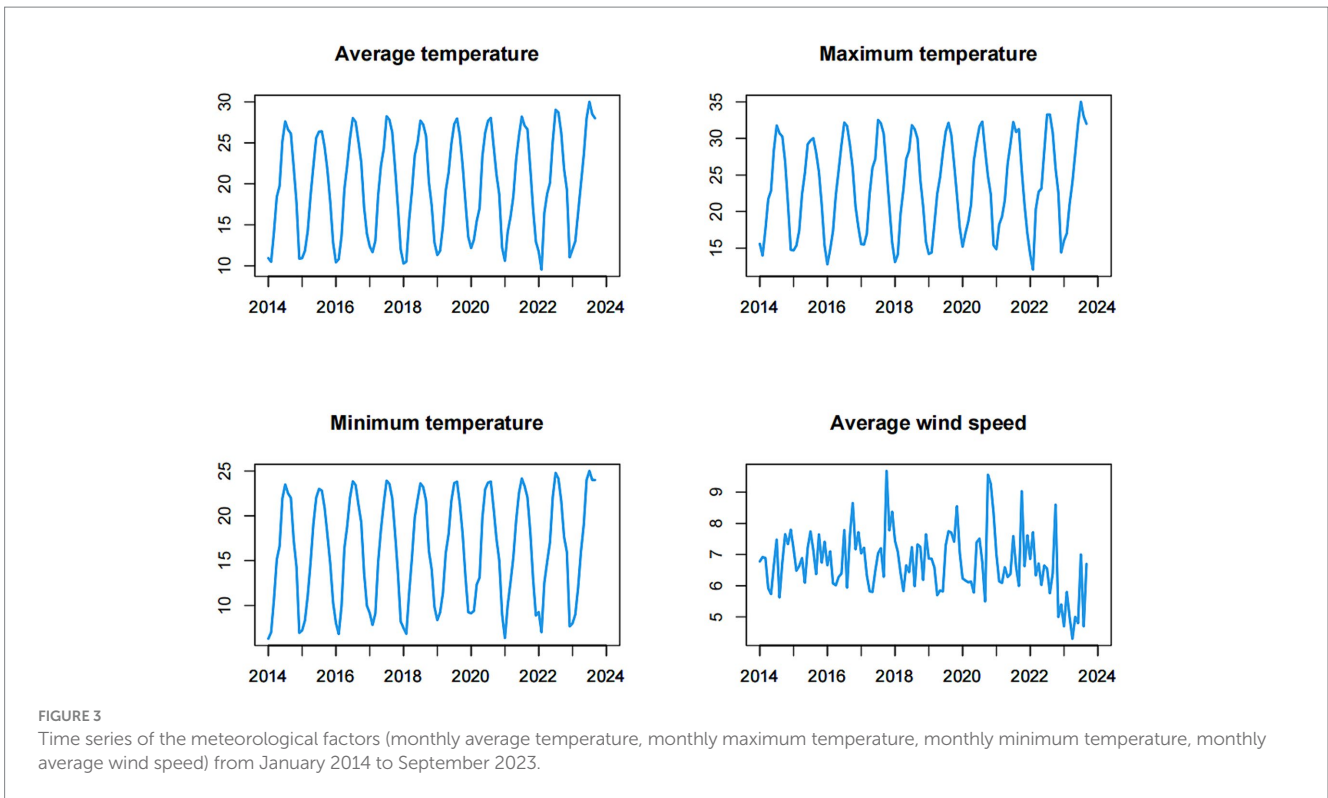 Average temperature
30
25
20
15
10
2014 2016 2018 2020 2022 2024
Maximum temperature
35
30
25
20
15
2014 2016 2018 2020 2022 2024
Minimum temperature
25
20
15
10
2014 2016 2018 2020 2022 2024
Average wind speed
9
8
7
6
5
2014 2016 2018 2020 2022 2024
FIGURE 3
Time series of the meteorological factors (monthly average temperature, monthly maximum temperature, monthly minimum temperature, monthly
average wind speed) from January 2014 to September 2023.